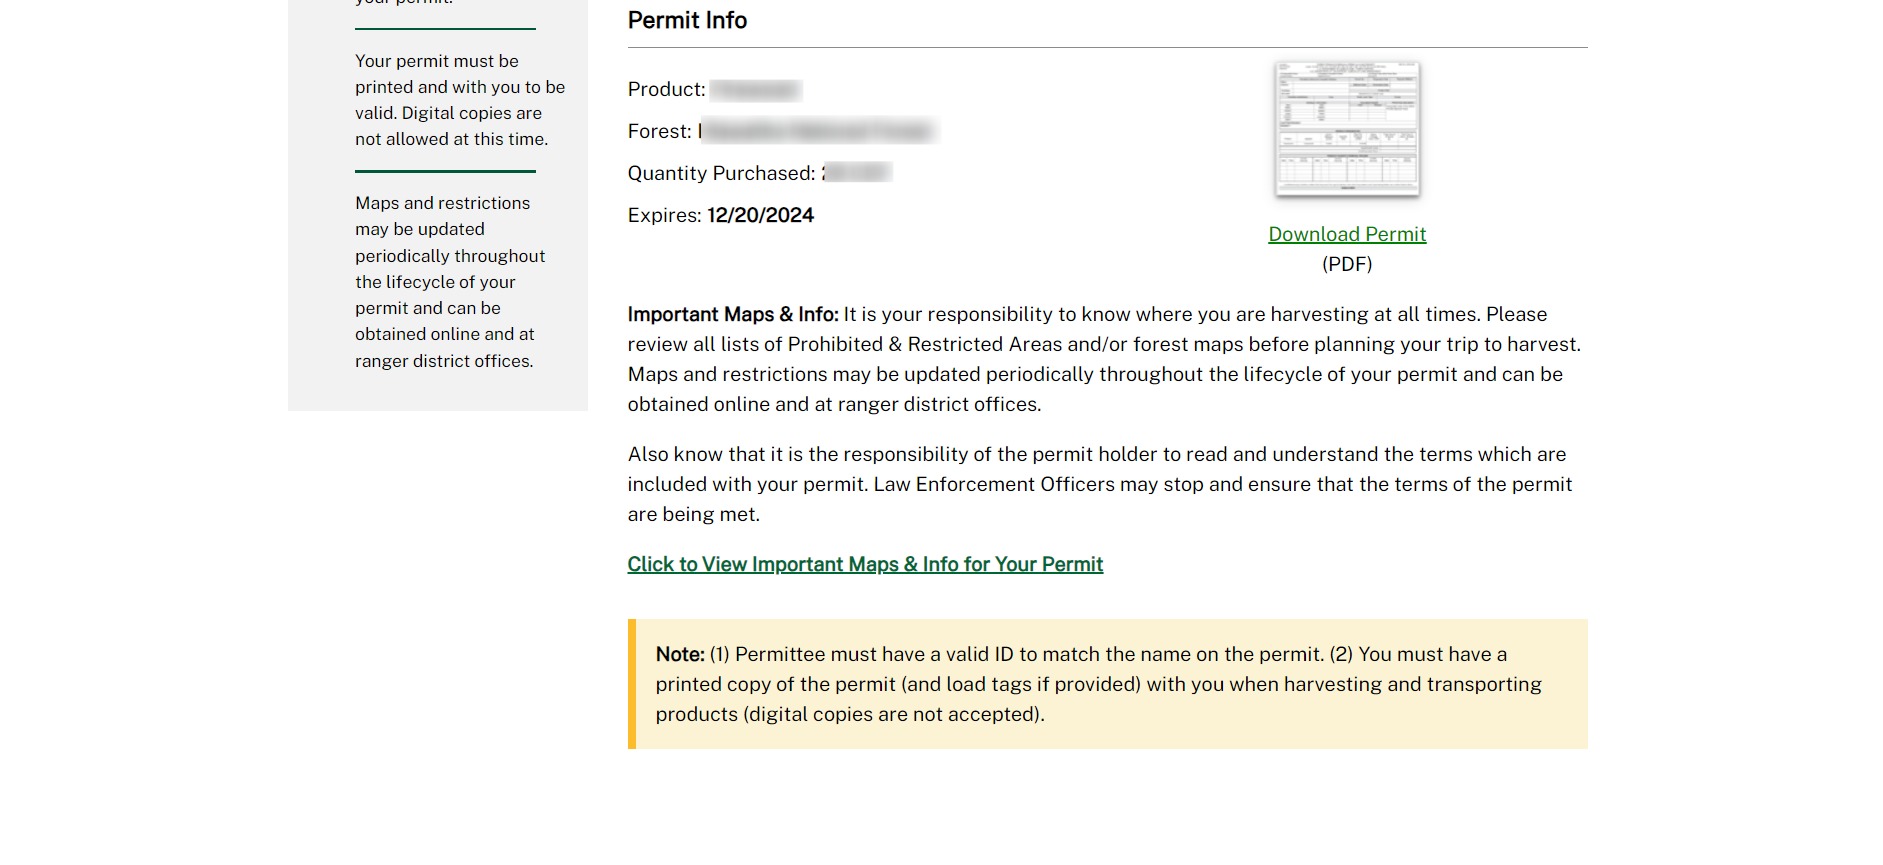 your permit.
Your permit must be
printed and with you to be
valid. Digital copies are
not allowed at this time.
Maps and restrictions
may be updated
periodically throughout
the lifecycle of your
permit and can be
obtained online and at
ranger district offices.
Permit Info
Product:
Forest:
Quantity Purchased:
Expires: 12/20/2024
Download Permit
(PDF)
Important Maps & Info: It is your responsibility to know where you are harvesting at all times. Please
review all lists of Prohibited & Restricted Areas and/or forest maps before planning your trip to harvest.
Maps and restrictions may be updated periodically throughout the lifecycle of your permit and can be
obtained online and at ranger district offices.
Also know that it is the responsibility of the permit holder to read and understand the terms which are
included with your permit. Law Enforcement Officers may stop and ensure that the terms of the permit
are being met.
Click to View Important Maps & Info for Your Permit
Note: (1) Permittee must have a valid ID to match the name on the permit. (2) You must have a
printed copy of the permit (and load tags if provided) with you when harvesting and transporting
products (digital copies are not accepted).